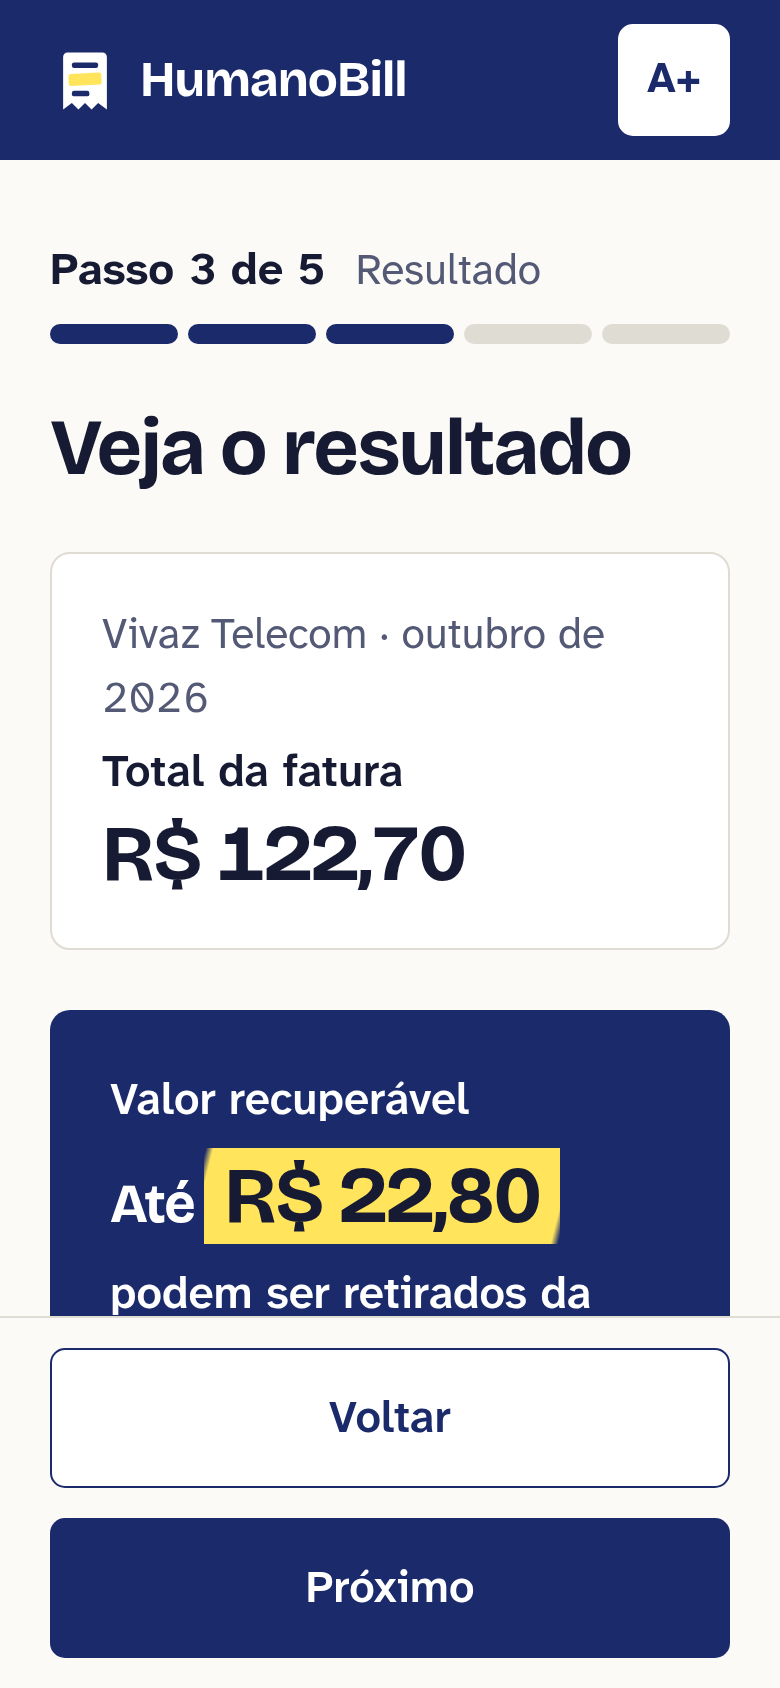 HumanoBill
A+
Passo 3 de 5 Resultado
Veja o resultado
Vivaz Telecom · outubro de
2026
Total da fatura
R$ 122,70
Valor recuperável
Até R$ 22,80
podem ser retirados da
Voltar
Próximo